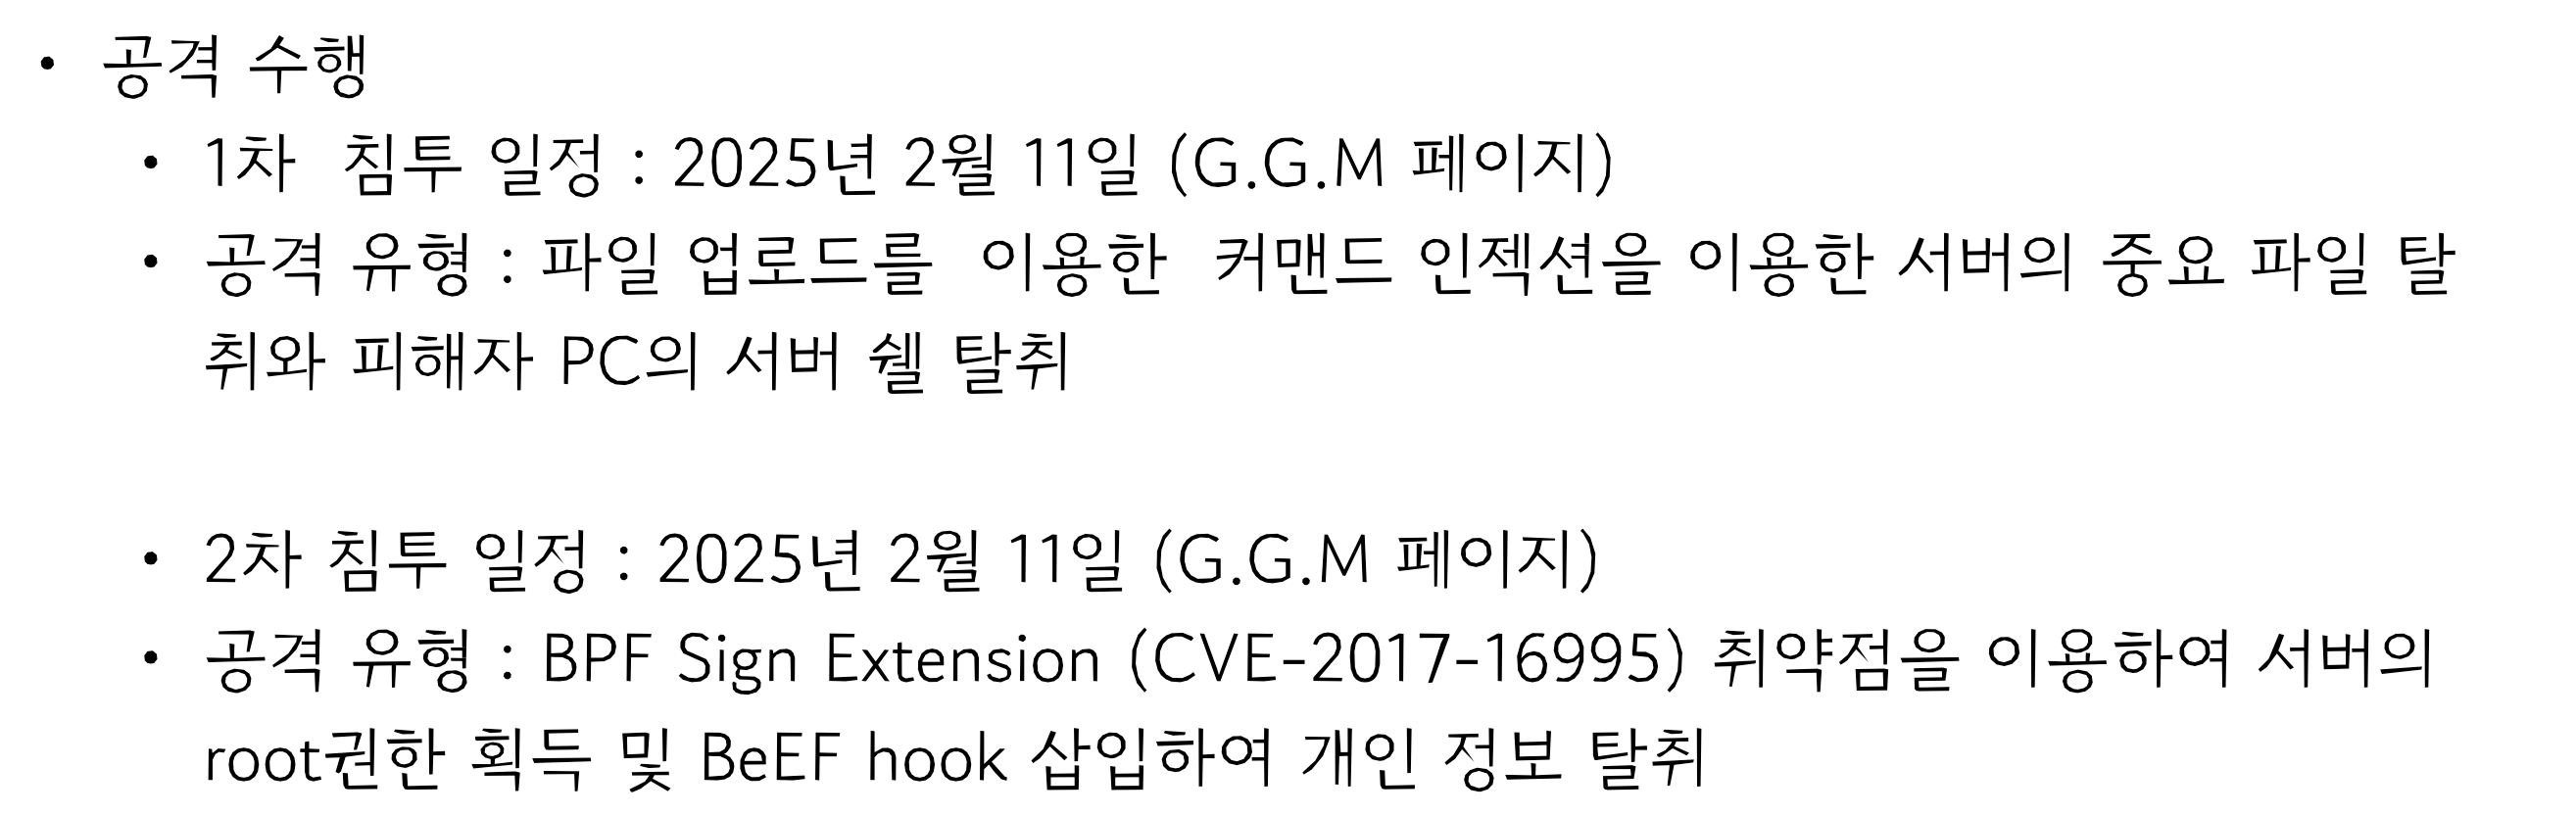 • 공격 수행
• 1차  침투 일정 : 2025년 2월 11일 (G.G.M 페이지)
• 공격 유형 : 파일 업로드를  이용한  커맨드 인젝션을 이용한 서버의 중요 파일 탈
취와 피해자 PC의 서버 쉘 탈취
• 2차 침투 일정 : 2025년 2월 11일 (G.G.M 페이지)
• 공격 유형 : BPF Sign Extension (CVE-2017-16995) 취약점을 이용하여 서버의
root권한 획득 및 BeEF hook 삽입하여 개인 정보 탈취